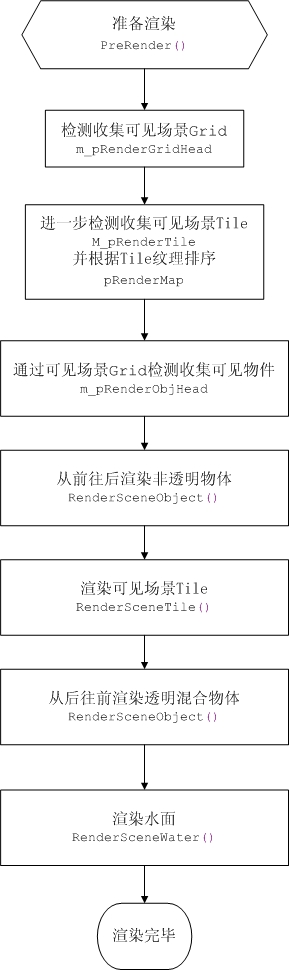 准备渲染
PreRender()
检测收集可见场景Grid
m_pRenderGridHead
进一步检测收集可见场景Tile
M_pRenderTile
并根据Tile纹理排序
pRenderMap
通过可见场景Grid检测收集可见物件
m_pRenderObjHead
从前往后渲染非透明物体
RenderSceneObject()
渲染可见场景Tile
RenderSceneTile()
从后往前渲染透明混合物体
RenderSceneObject()
渲染水面
RenderSceneWater()
渲染完毕